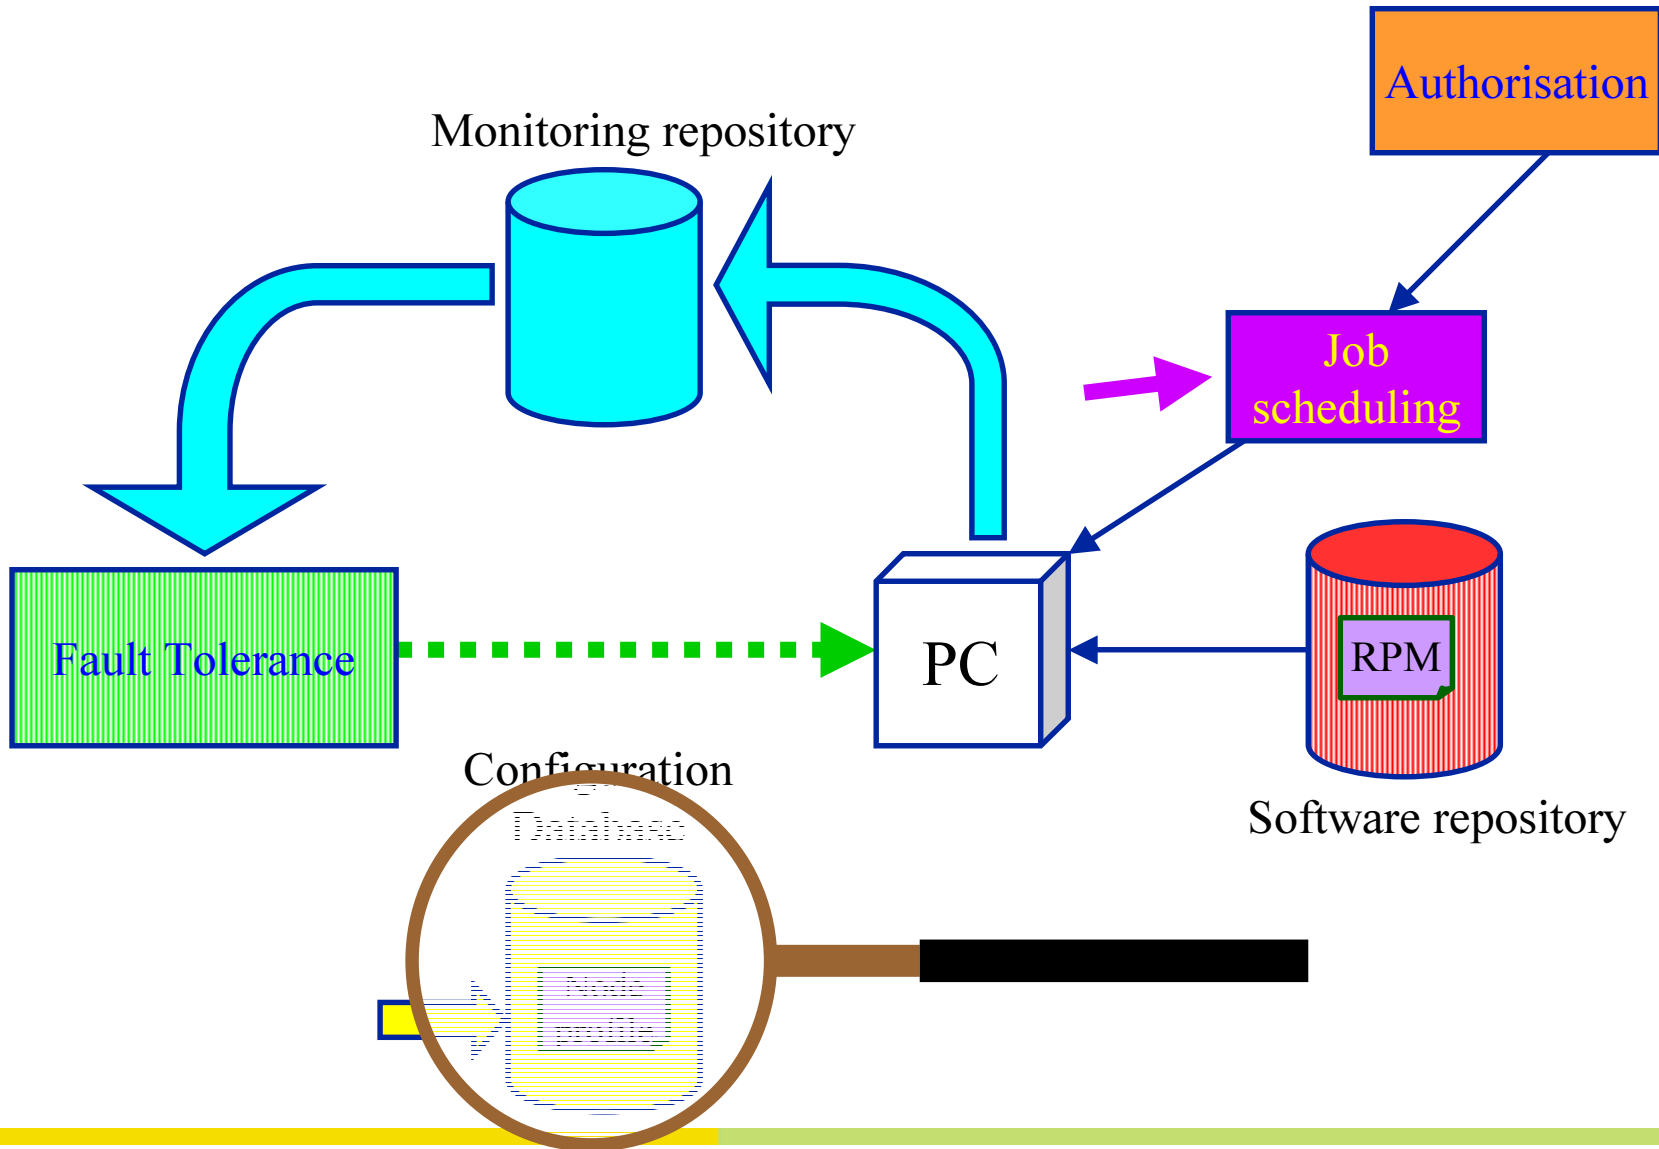 Authorisation
Monitoring repository
Job
scheduling
Fault Tolerance
PC
RPM
Configuration
Database
Software repository
Node
profile